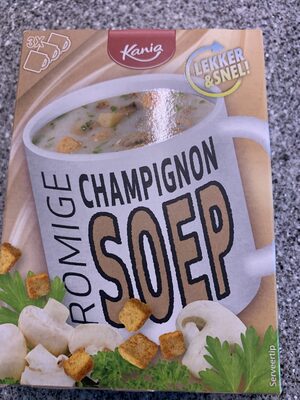 3X
Kania
LEKKER
& SNEL!
ROMIGE
CHAMPIGNON
SOEP
Serveertip